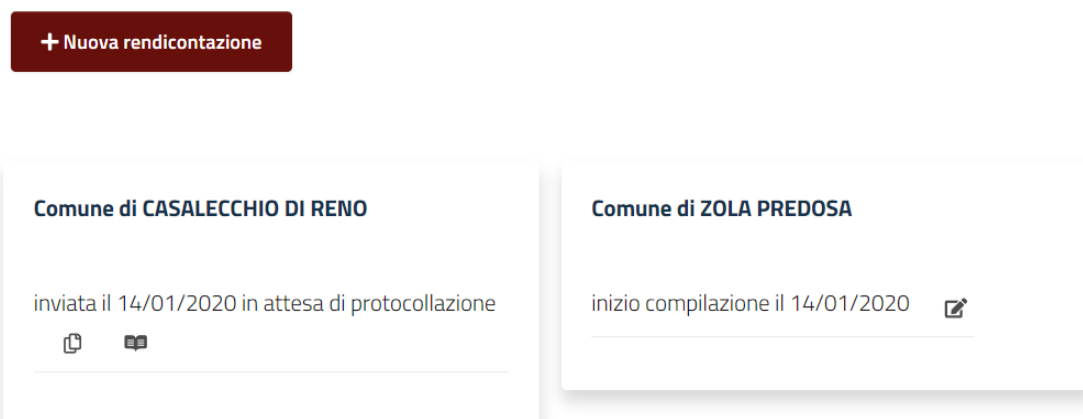 Nuova rendicontazione
Comune di CASALECCHIO DI RENO
inviata il 14/01/2020 in attesa di protocollazione
Comune di ZOLA PREDOSA
inizio compilazione il 14/01/2020